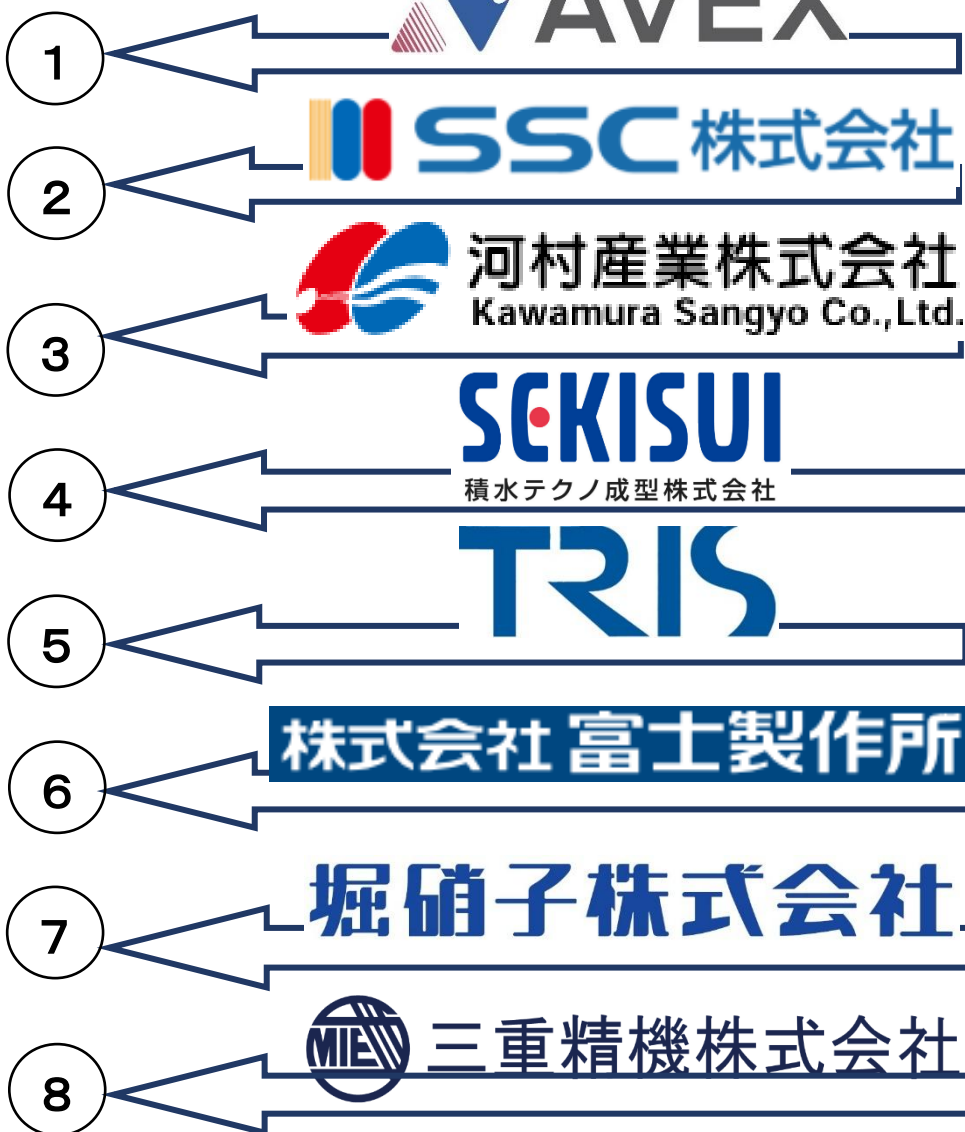 1
AVEX
2
SSC株式会社
3
河村産業株式会社
Kawamura Sangyo Co.,Ltd.
4
SEKISUI
積水テクノ成型株式会社
5
TRIS
6
株式会社 富士製作所
7
堀硝子株式会社
8
MIE 三重精機株式会社